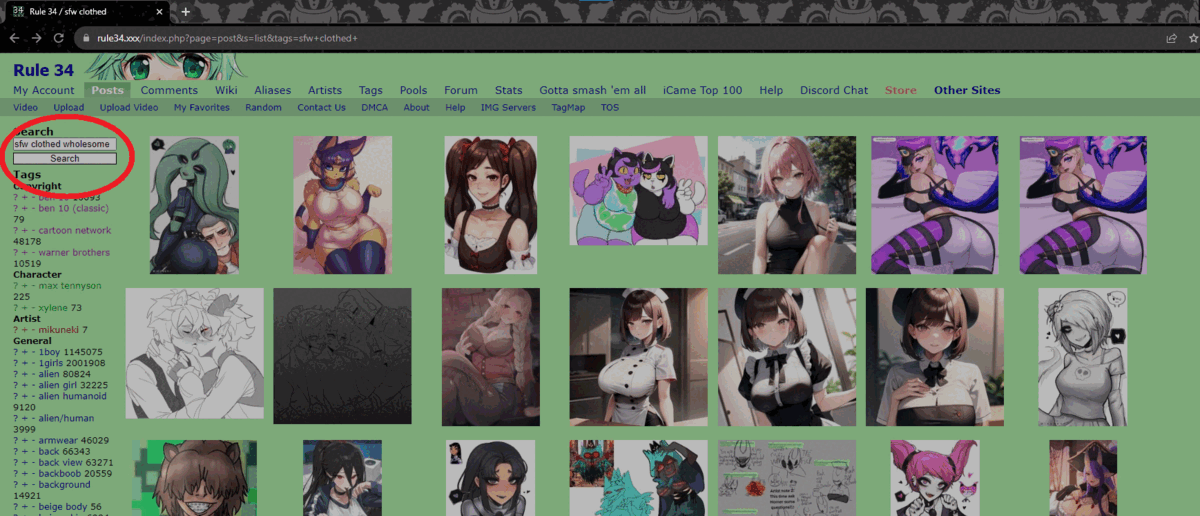 Rule 34 / sfw clothed
rule34.xxx/index.php?page=post&s=list&tags=sfw+clothed+
Rule 34
My Account Posts Comments Wiki Aliases Artists Tags Pools Forum Stats Gotta smash 'em all iCame Top 100 Help Discord Chat Store Other Sites
Video Upload Upload Video My Favorites Random Contact Us DMCA About Help IMG Servers TagMap TOS
Search
sfw clothed wholesome
Search
Tags
Copyright
? + - ben 10
? + - ben 10 (classic)
79
? + - cartoon network
48178
? + - warner brothers
10519
Character
? + - max tennyson
225
? + - xylene 73
Artist
? + - mikuneki 7
General
? + - 1boy 1145075
? + - 1girls 2001908
? + - alien 80824
? + - alien girl 32225
? + - alien humanoid
9120
? + - alien/human
3999
? + - armwear 46029
? + - back 66343
? + - back view 63271
? + - backboob 20559
? + - background
14921
? + - beige body 56